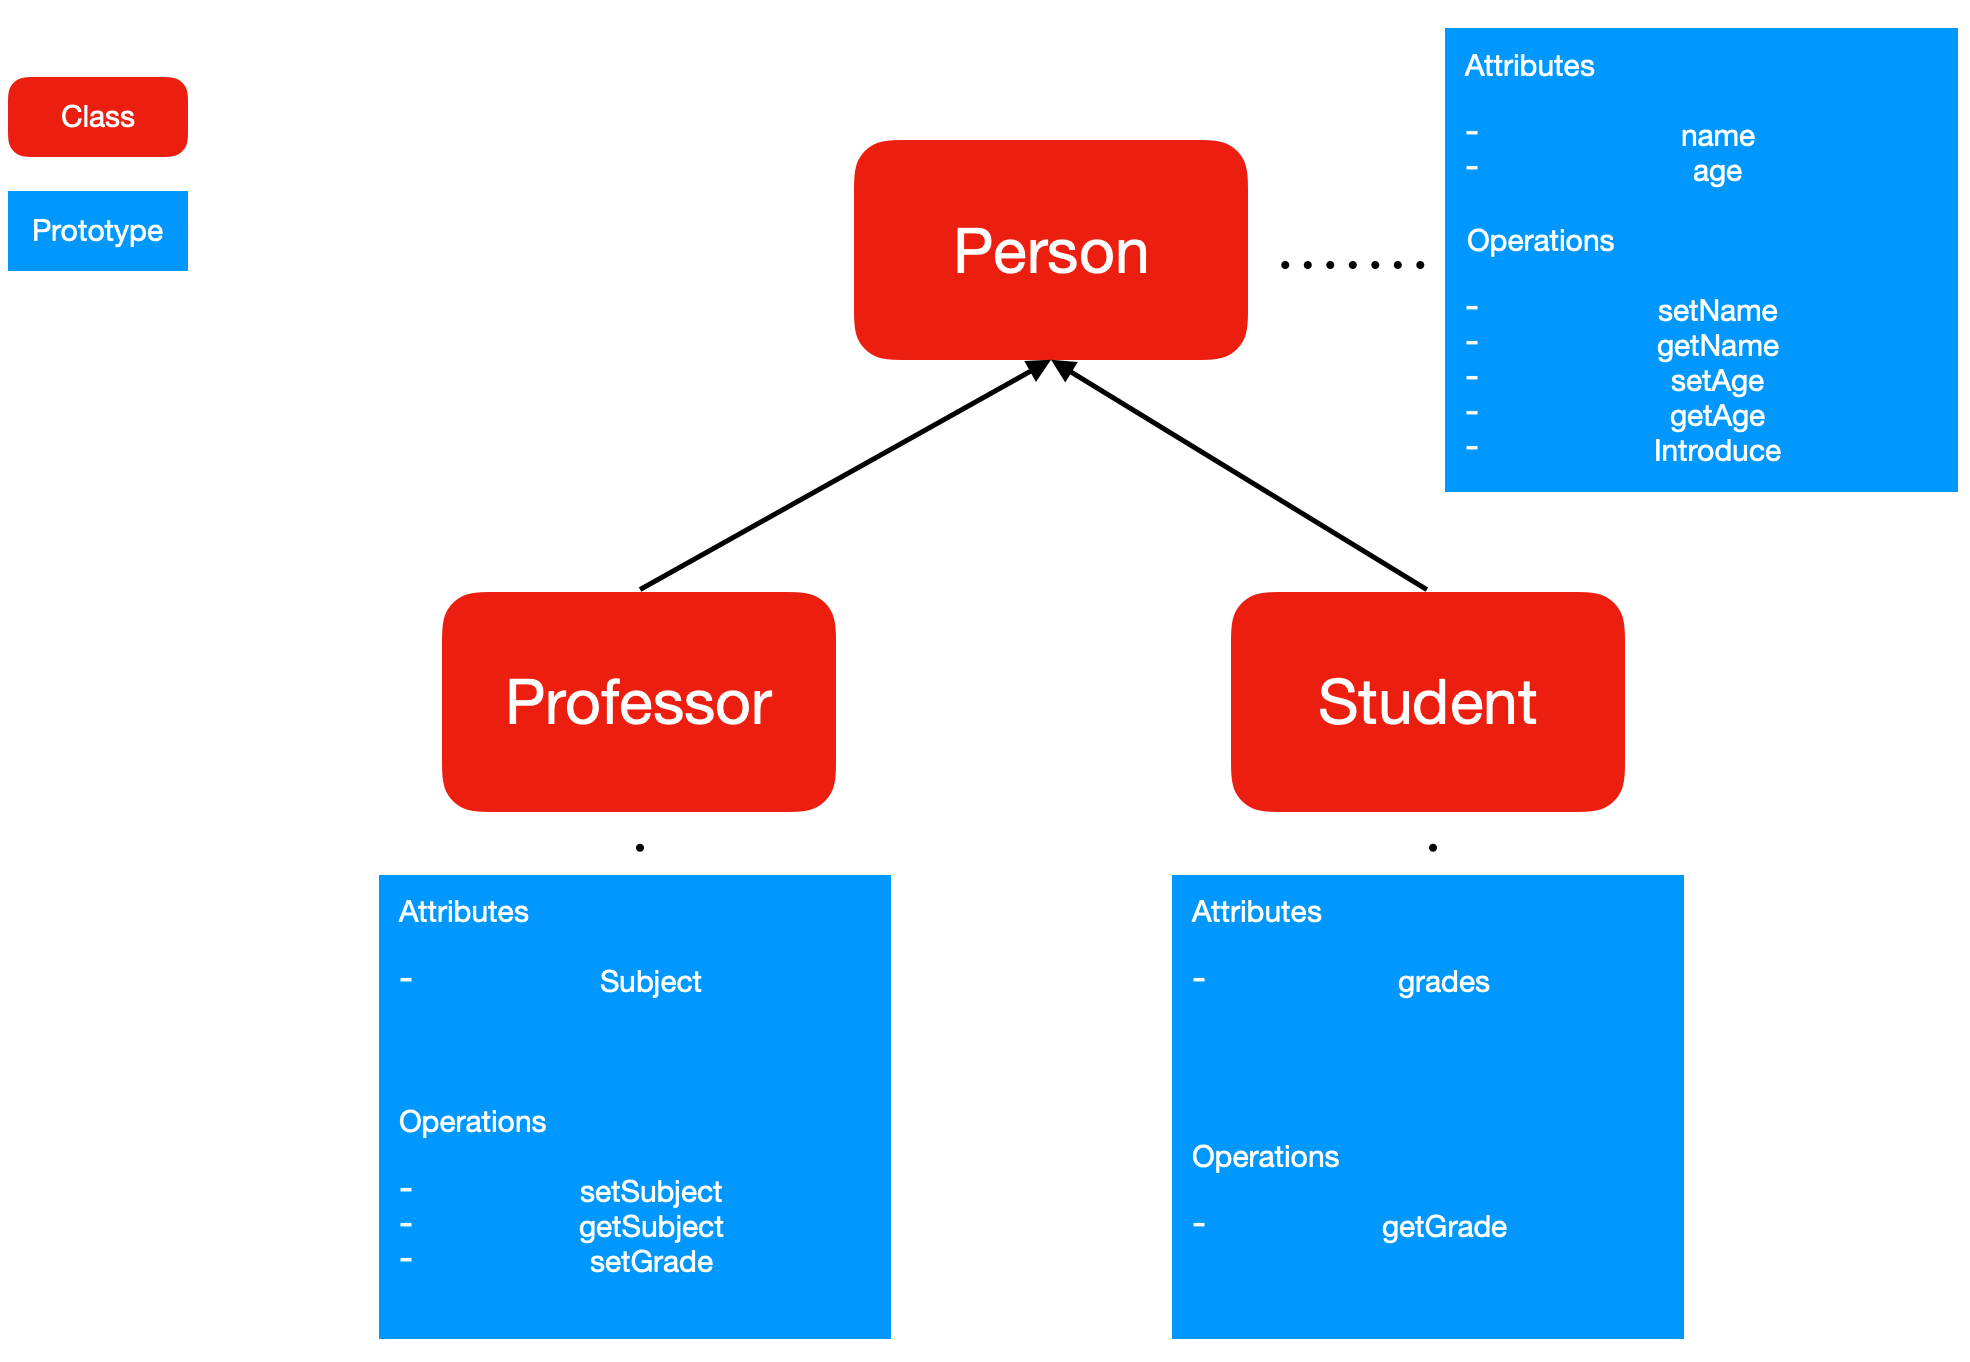 Class
Prototype
Person
Attributes
- name
- age
Operations
- setName
- getName
- setAge
- getAge
- Introduce
Professor
Student
Attributes
- Subject
Operations
- setSubject
- getSubject
- setGrade
Attributes
- grades
Operations
- getGrade